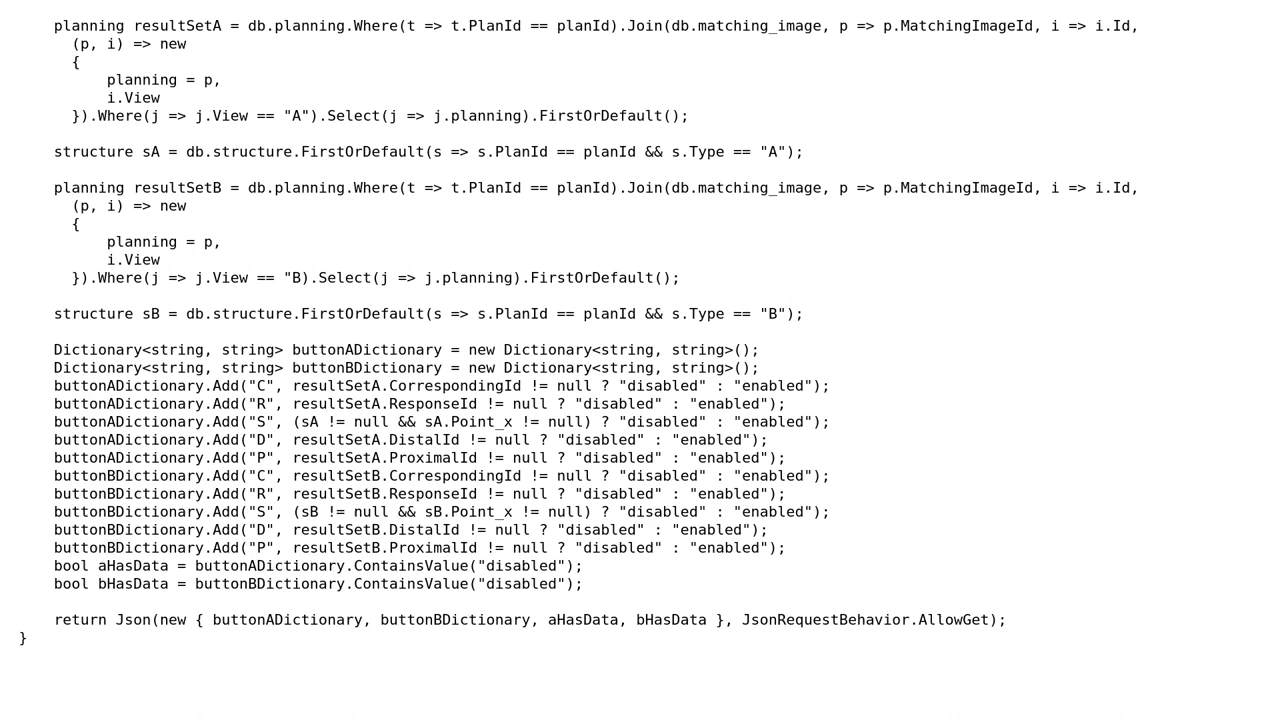 planning resultSetA = db.planning.Where(t => t.PlanId == planId).Join(db.matching_image, p => p.MatchingImageId, i => i.Id,
(p, i) => new
{
planning = p,
i.View
}).Where(j => j.View == "A").Select(j => j.planning).FirstOrDefault();
structure sA = db.structure.FirstOrDefault(s => s.PlanId == planId && s.Type == "A");
planning resultSetB = db.planning.Where(t => t.PlanId == planId).Join(db.matching_image, p => p.MatchingImageId, i => i.Id,
(p, i) => new
{
planning = p,
i.View
}).Where(j => j.View == "B).Select(j => j.planning).FirstOrDefault();
structure sB = db.structure.FirstOrDefault(s => s.PlanId == planId && s.Type == "B");
Dictionary<string, string> buttonADictionary = new Dictionary<string, string>();
Dictionary<string, string> buttonBDictionary = new Dictionary<string, string>();
buttonADictionary.Add("C", resultSetA.CorrespondingId != null ? "disabled" : "enabled");
buttonADictionary.Add("R", resultSetA.ResponseId != null ? "disabled" : "enabled");
buttonADictionary.Add("S", (sA != null && sA.Point_x != null) ? "disabled" : "enabled");
buttonADictionary.Add("D", resultSetA.DistalId != null ? "disabled" : "enabled");
buttonADictionary.Add("P", resultSetA.ProximalId != null ? "disabled" : "enabled");
buttonBDictionary.Add("C", resultSetB.CorrespondingId != null ? "disabled" : "enabled");
buttonBDictionary.Add("R", resultSetB.ResponseId != null ? "disabled" : "enabled");
buttonBDictionary.Add("S", (sB != null && sB.Point_x != null) ? "disabled" : "enabled");
buttonBDictionary.Add("D", resultSetB.DistalId != null ? "disabled" : "enabled");
buttonBDictionary.Add("P", resultSetB.ProximalId != null ? "disabled" : "enabled");
bool aHasData = buttonADictionary.ContainsValue("disabled");
bool bHasData = buttonBDictionary.ContainsValue("disabled");
return Json(new { buttonADictionary, buttonBDictionary, aHasData, bHasData }, JsonRequestBehavior.AllowGet);
}